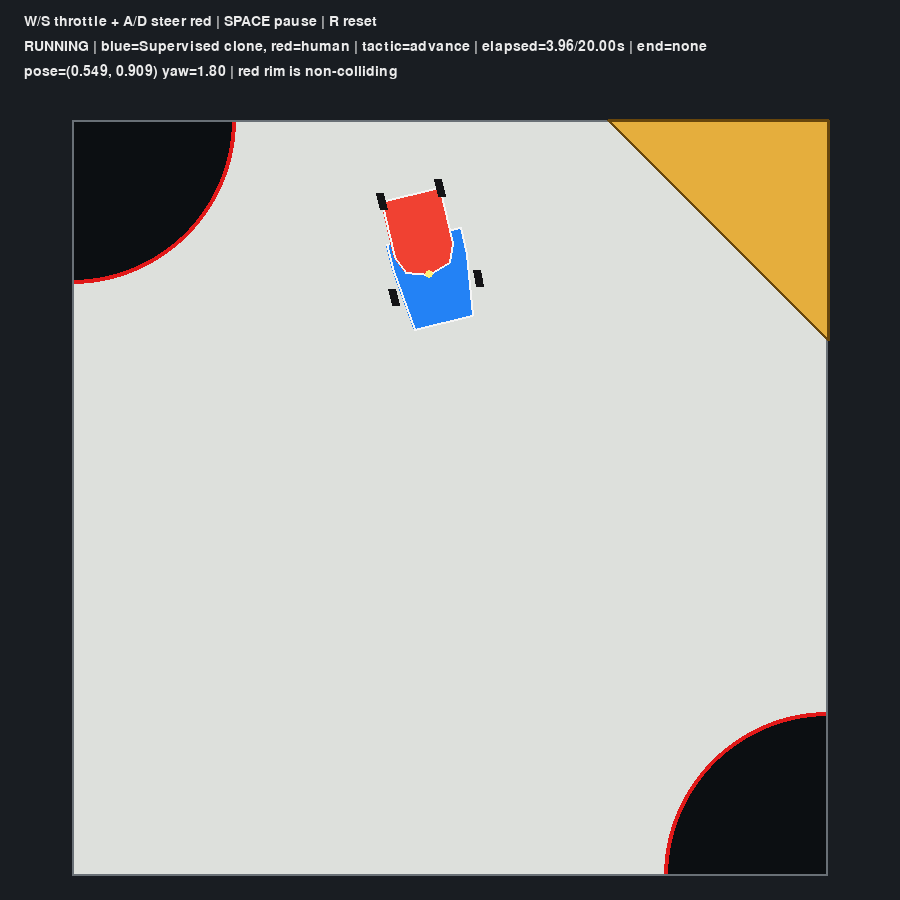 W/S throttle + A/D steer red | SPACE pause | R reset
RUNNING | blue=Supervised clone, red=human | tactic=advance | elapsed=3.96/20.00s | end=none
pose=(0.549, 0.909) yaw=1.80 | red rim is non-colliding